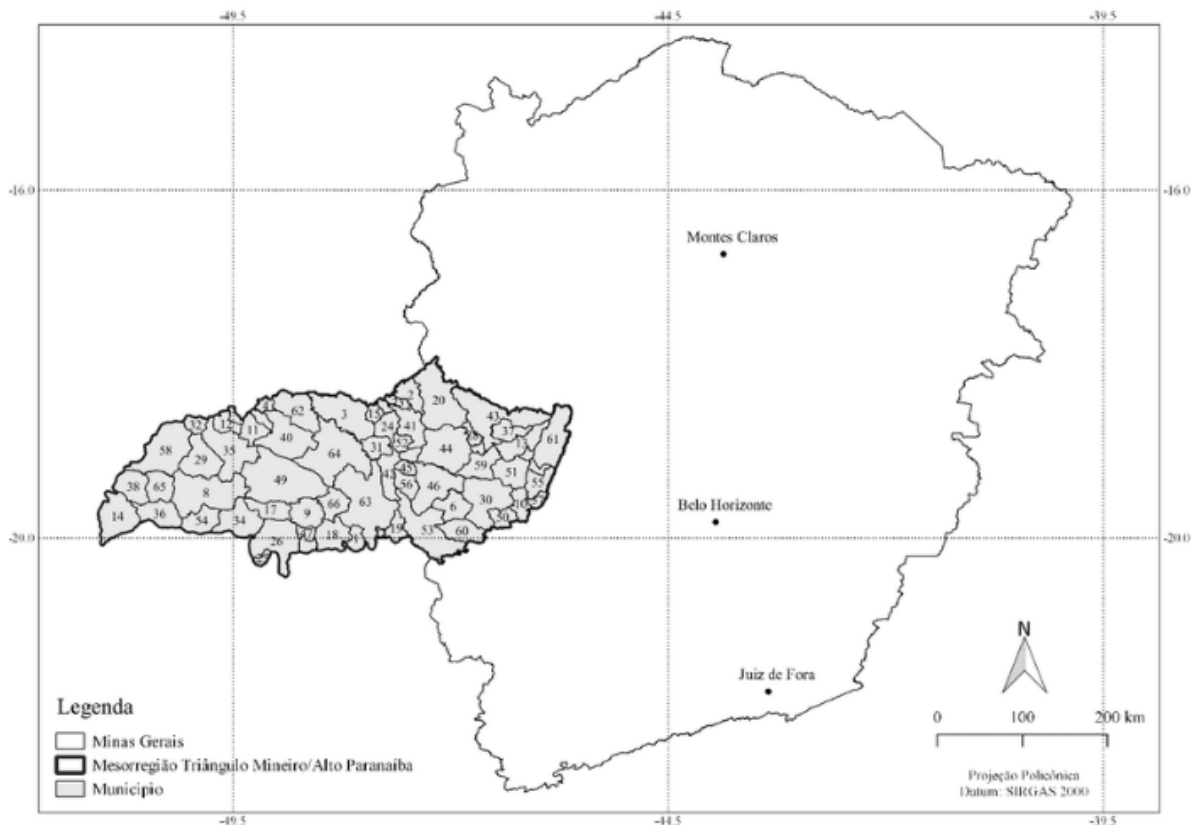 -49.5 -44.5 -39.5
-16.0 -16.0
Montes Claros
2
20
62 3 15 43
32 12 11 24 41 37
40 13 61
58 35 31 44
29 64 59
51
49 45
38 65 8 56 46 55
63 30
14 36 17 9 66 6
54 34 19 50
26 18 53 60
Belo Horizonte
-20.0 -20.0
Juiz de Fora
N
Legenda
Minas Gerais
Mesorregião Triângulo Mineiro/Alto Paranaíba
Município
0 100 200 km
Projeção Policônica
Datum: SIRGAS 2000
-49.5 -44.5 -39.5